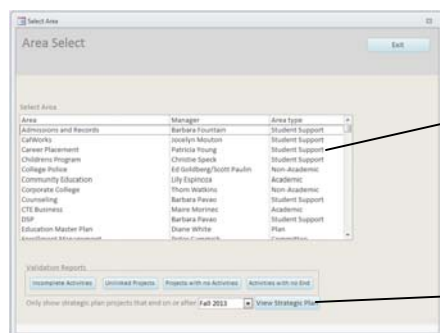 Select Area
Area Select
Exit
Select Area
Area Manager Area type
Admissions and Records Barbara Fountain Student Support
CalWorks Jocelyn Mouton Student Support
Career Placement Patricia Young Student Support
Childrens Program Christie Speck Student Support
College Police Ed Goldberg/Scott Paulin Non-Academic
Community Education Lily Espinoza Academic
Corporate College Thom Watkins Non-Academic
Counseling Barbara Pavao Student Support
CTE Business Maire Morinec Academic
DSP Barbara Pavao Student Support
Education Master Plan Diane White Plan
Enrollment Management Committee
Validation Reports
Incomplete Activities Unlinked Projects Projects with no Activities Activities with no End
Only show strategic plan projects that end on or after Fall 2013 View Strategic Plan